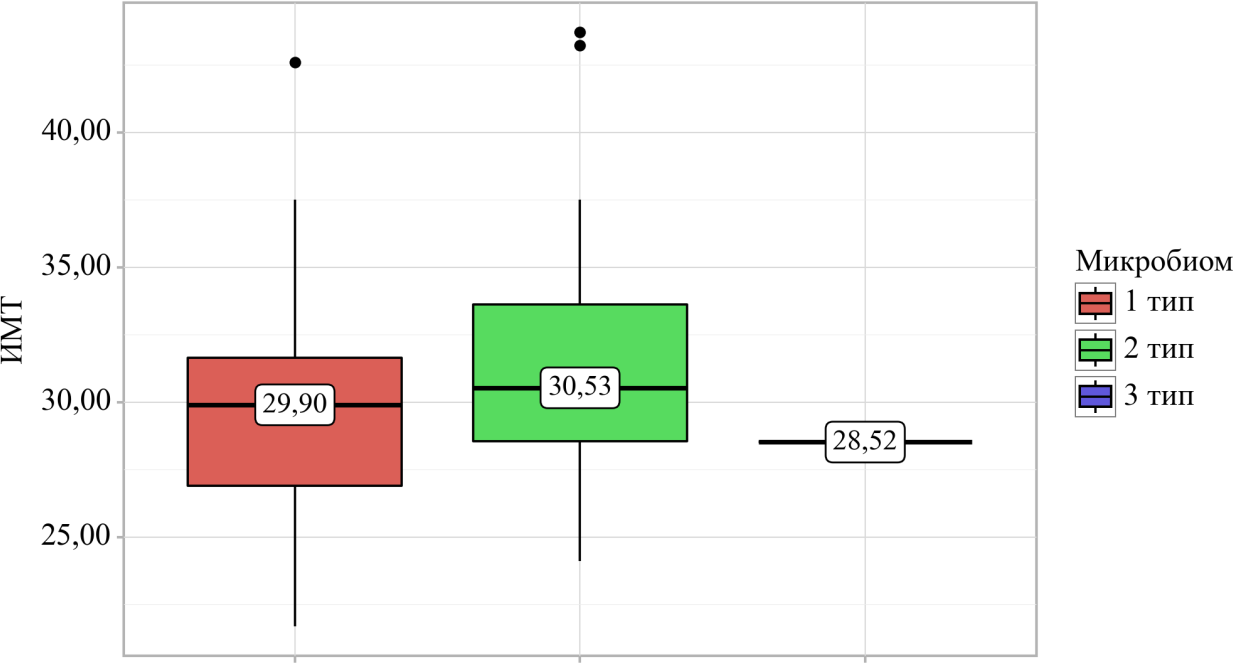 40,00
35,00
30,00
25,00
ИМТ
29,90
30,53
28,52
Микробиом
1 тип
2 тип
3 тип